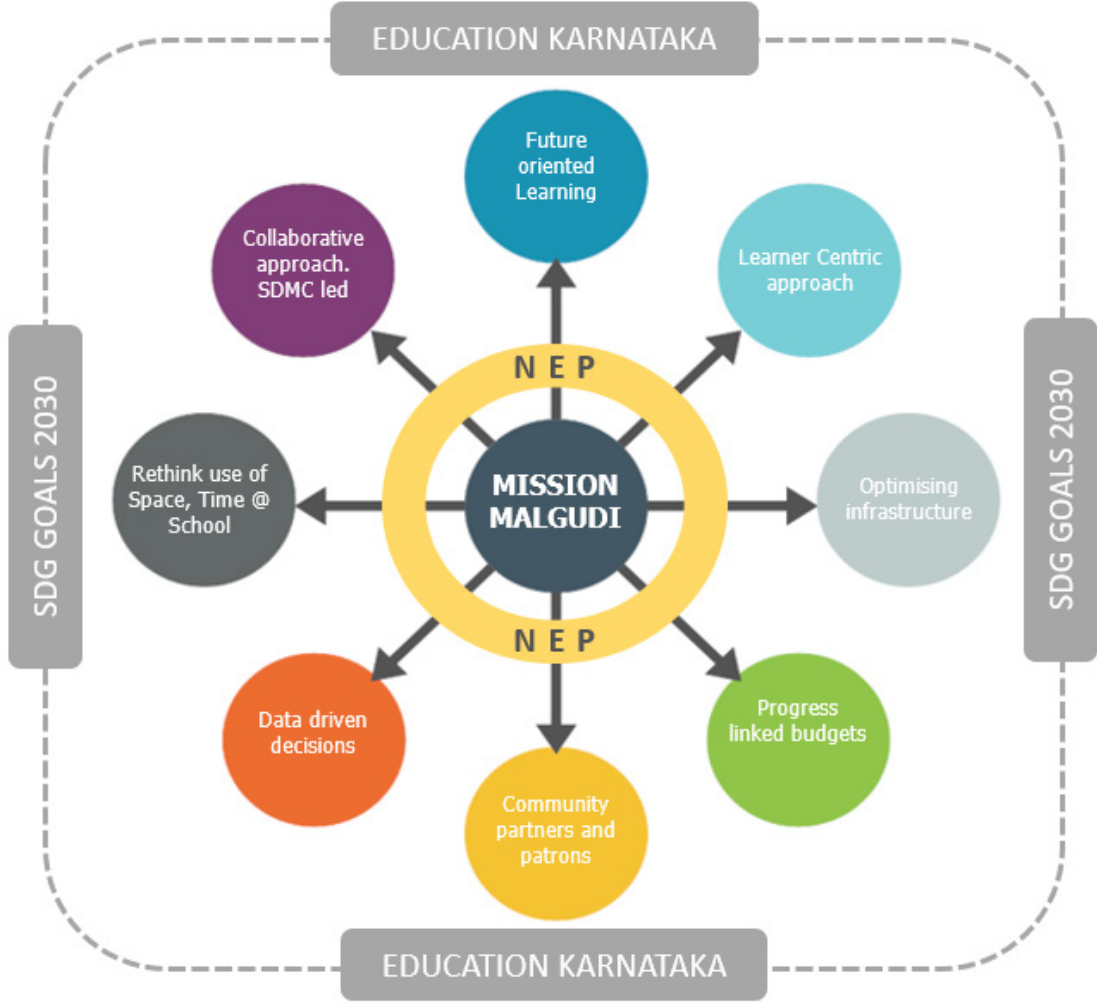 EDUCATION KARNATAKA
Future
oriented
Learning
Collaborative
approach.
SDMC led
Learner Centric
approach
SDG GOALS 2030
N E P
SDG GOALS 2030
Rethink use of
Space, Time @
School
MISSION
MALGUDI
Optimising
infrastructure
N E P
Data driven
decisions
Progress
linked budgets
Community
partners and
patrons
EDUCATION KARNATAKA